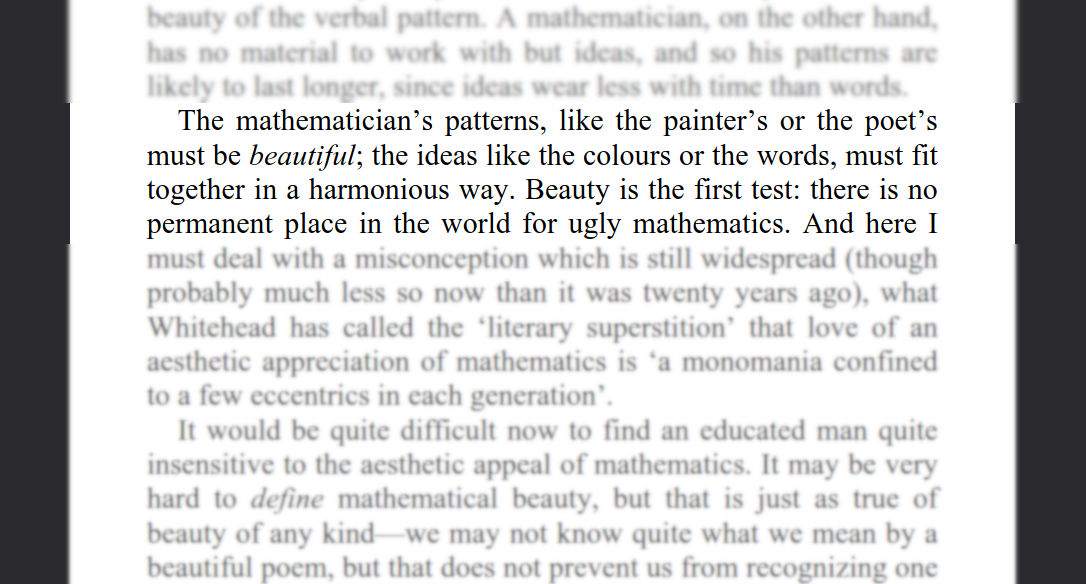 beauty of the verbal pattern. A mathematician, on the other hand,
has no material to work with but ideas, and so his patterns are
likely to last longer, since ideas wear less with time than words.
The mathematician’s patterns, like the painter’s or the poet’s
must be beautiful; the ideas like the colours or the words, must fit
together in a harmonious way. Beauty is the first test: there is no
permanent place in the world for ugly mathematics. And here I
must deal with a misconception which is still widespread (though
probably much less so now than it was twenty years ago), what
Whitehead has called the ‘literary superstition’ that love of an
aesthetic appreciation of mathematics is ‘a monomania confined
to a few eccentrics in each generation’.
It would be quite difficult now to find an educated man quite
insensitive to the aesthetic appeal of mathematics. It may be very
hard to define mathematical beauty, but that is just as true of
beauty of any kind—we may not know quite what we mean by a
beautiful poem, but that does not prevent us from recognizing one